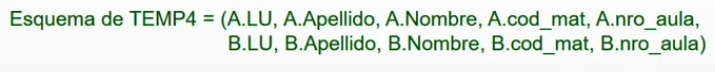 Esquema de TEMP4 = (A.LU, A.Apellido, A.Nombre, A.cod_mat, A.nro_aula,
B.LU, B.Apellido, B.Nombre, B.cod_mat, B.nro_aula)